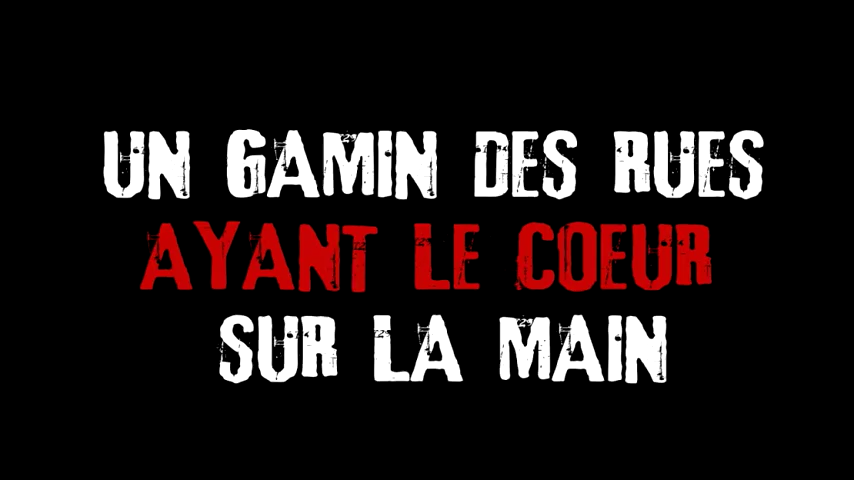 UN GAMIN DES RUES
AYANT LE COEUR
SUR LA MAIN